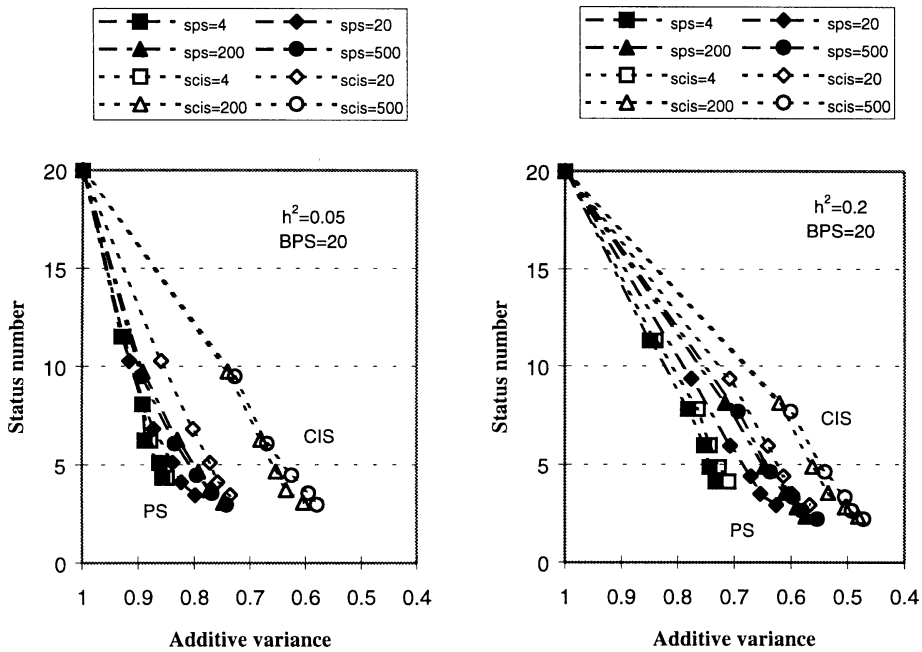 sps=4 sps=20
sps=200 sps=500
scis=4 scis=20
scis=200 scis=500
Status number
20
15
10
5
0
h²=0.05
BPS=20
CIS
PS
1 0.9 0.8 0.7 0.6 0.5 0.4
Additive variance
sps=4 sps=20
sps=200 sps=500
scis=4 scis=20
scis=200 scis=500
Status number
20
15
10
5
0
h²=0.2
BPS=20
CIS
PS
1 0.9 0.8 0.7 0.6 0.5 0.4
Additive variance